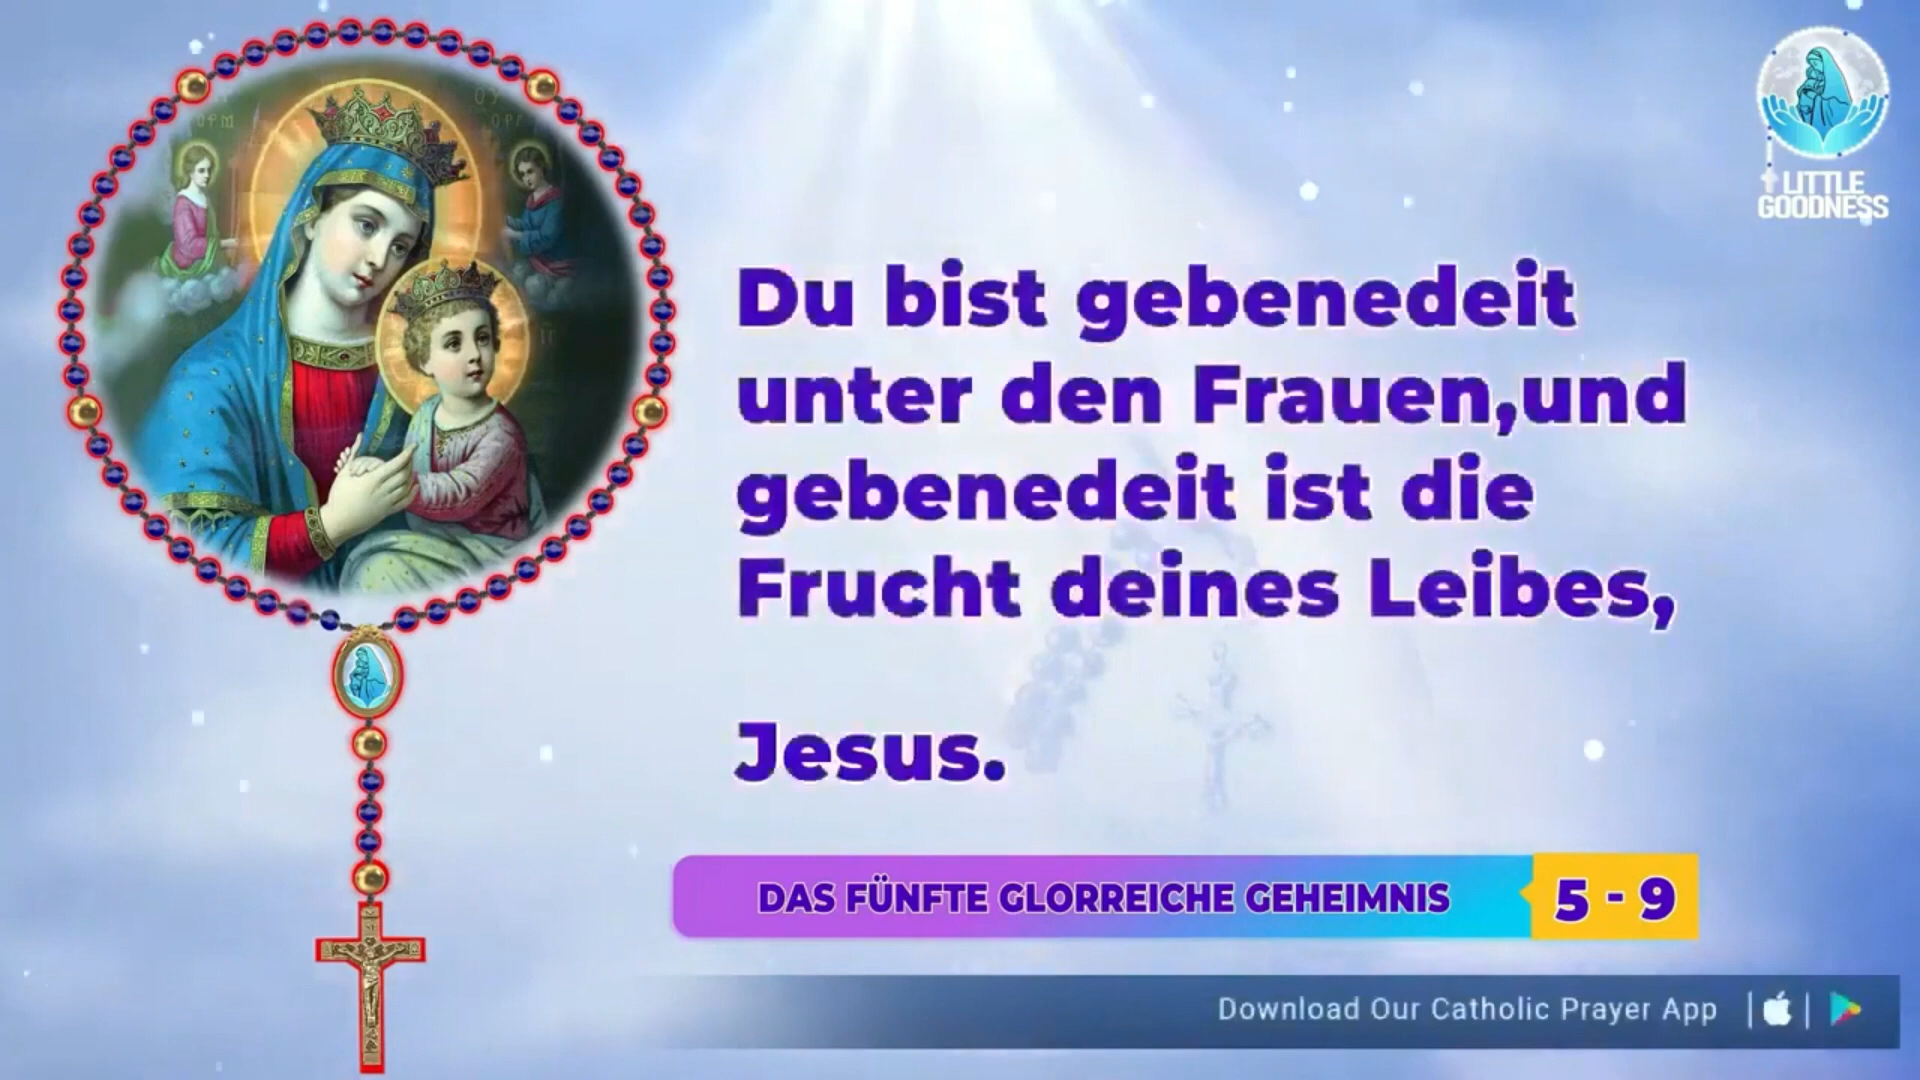 LITTLE
GOODNESS
Du bist gebenedeit
unter den Frauen,und
gebenedeit ist die
Frucht deines Leibes,
Jesus.
DAS FÜNFTE GLORREICHE GEHEIMNIS
5 - 9
Download Our Catholic Prayer App